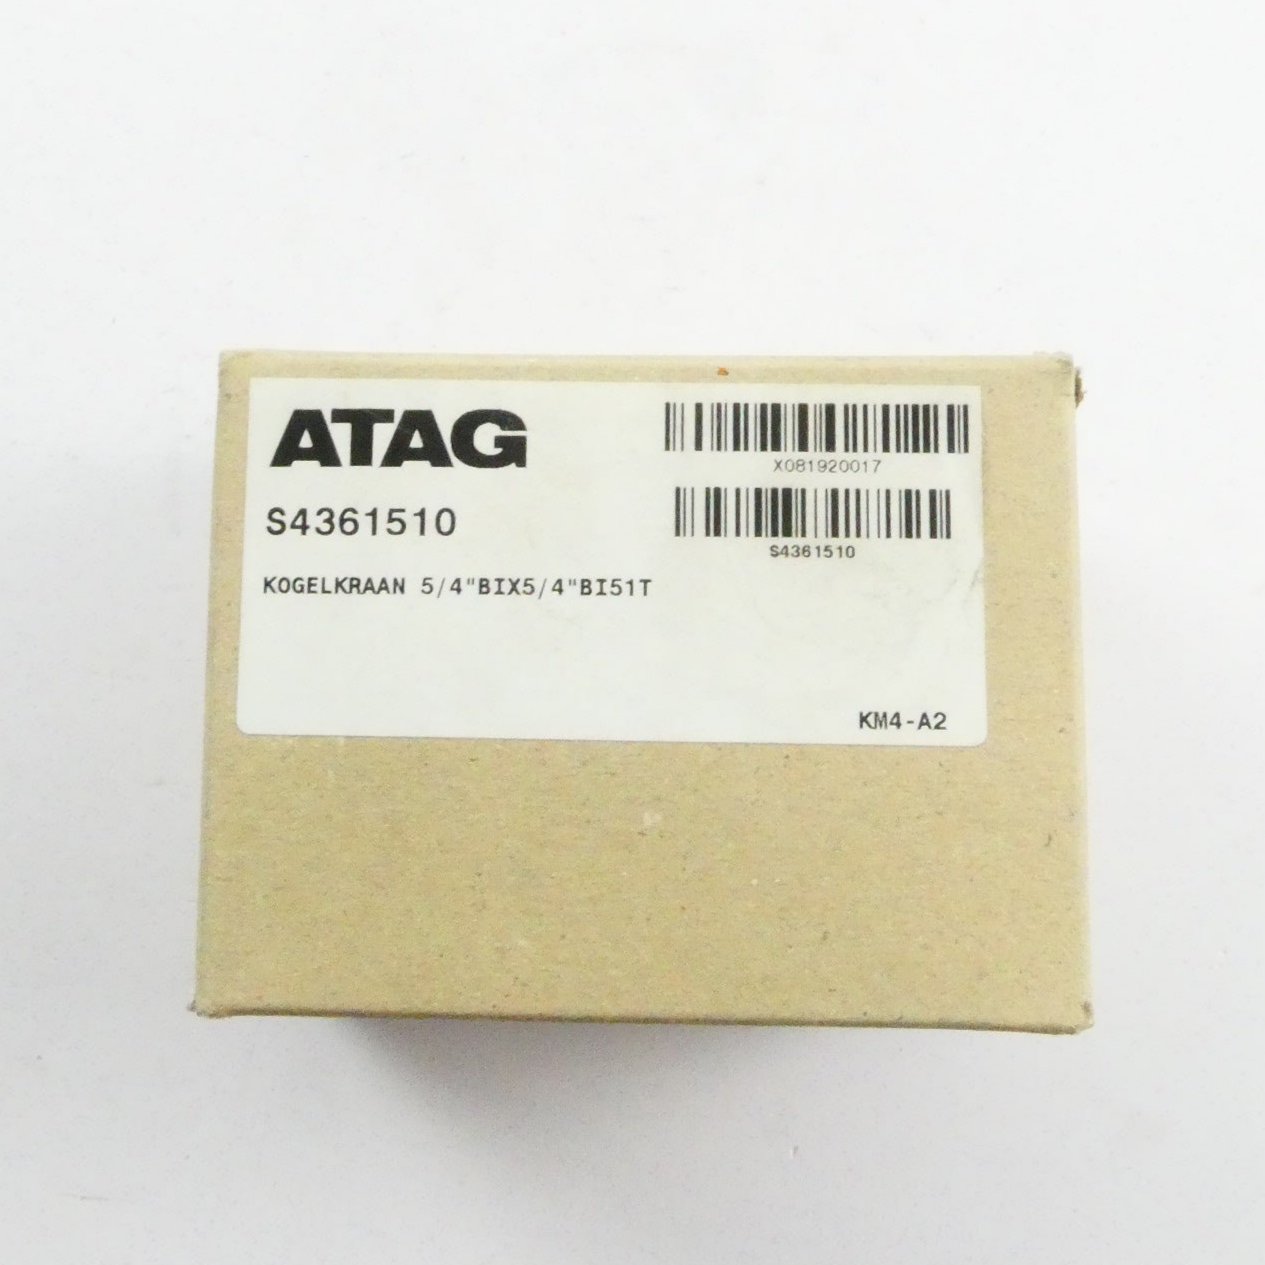 ATAG
X081920017
S4361510
S4361510
KOGELKRAAN 5/4"BIX5/4"BI51T
KM4-A2